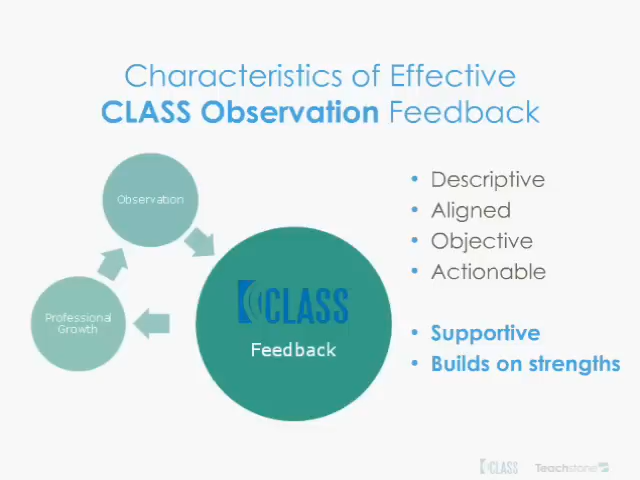 Characteristics of Effective
CLASS Observation Feedback
Observation
Professional
Growth
CLASS
Feedback
• Descriptive
• Aligned
• Objective
• Actionable
• Supportive
• Builds on strengths
CLASS Teachstone